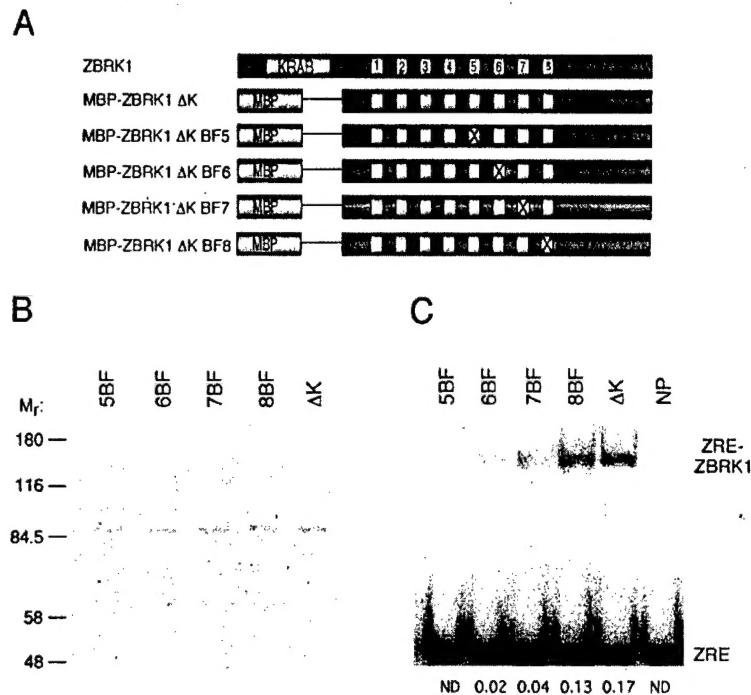 A
ZBRK1 KRAB 1 2 3 4 5 6 7 8
MBP-ZBRK1 ΔK MBP
MBP-ZBRK1 ΔK BF5 MBP X
MBP-ZBRK1 ΔK BF6 MBP X
MBP-ZBRK1 ΔK BF7 MBP X
MBP-ZBRK1 ΔK BF8 MBP X
B
Mr:
5BF 6BF 7BF 8BF ΔK
180
116
84.5
58
48
C
5BF 6BF 7BF 8BF ΔK NP
ZRE-
ZBRK1
ZRE
ND 0.02 0.04 0.13 0.17 ND